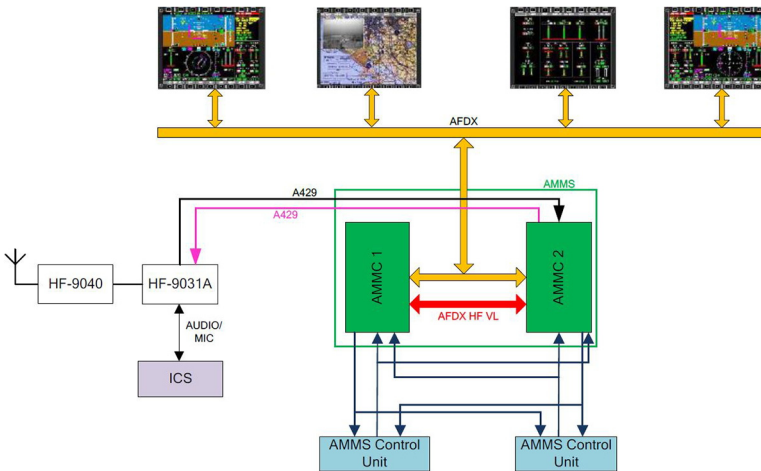 AFDX
A429
AMMS
A429
AMMC 1
AMMC 2
HF-9040
HF-9031A
AFDX HF VL
AUDIO/
MIC
ICS
AMMS Control
Unit
AMMS Control
Unit